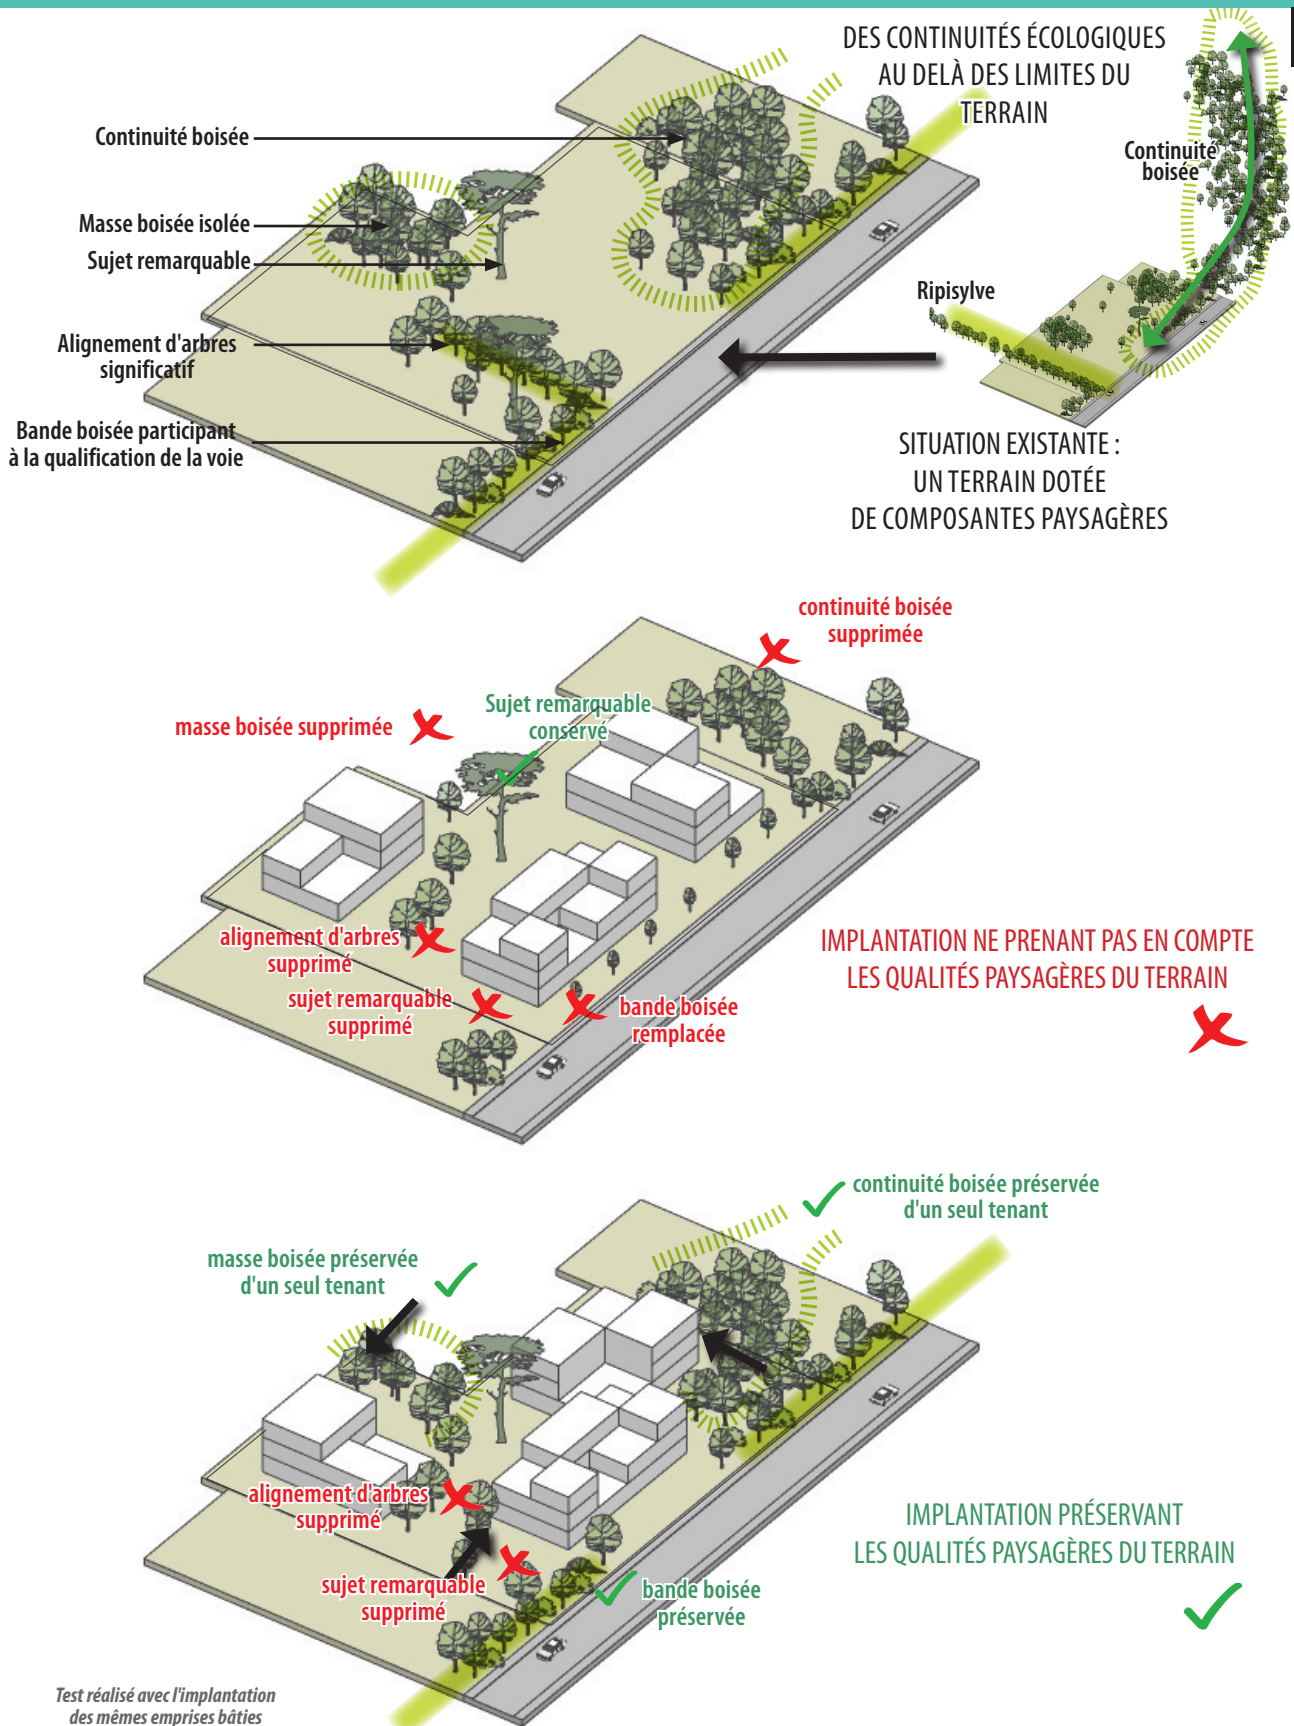 DES CONTINUITÉS ÉCOLOGIQUES
AU DELÀ DES LIMITES DU
TERRAIN
Continuité boisée
Continuité
boisée
Masse boisée isolée
Sujet remarquable
Ripisylve
Alignement d'arbres
significatif
Bande boisée participant
à la qualification de la voie
SITUATION EXISTANTE :
UN TERRAIN DOTÉE
DE COMPOSANTES PAYSAGÈRES
continuité boisée
supprimée
masse boisée supprimée
Sujet remarquable
conservé
alignement d'arbres
supprimé
sujet remarquable
supprimé
bande boisée
remplacée
IMPLANTATION NE PRENANT PAS EN COMPTE
LES QUALITÉS PAYSAGÈRES DU TERRAIN
continuité boisée préservée
d'un seul tenant
masse boisée préservée
d'un seul tenant
alignement d'arbres
supprimé
sujet remarquable
supprimé
bande boisée
préservée
IMPLANTATION PRÉSERVANT
LES QUALITÉS PAYSAGÈRES DU TERRAIN
Test réalisé avec l'implantation
des mêmes emprises bâties